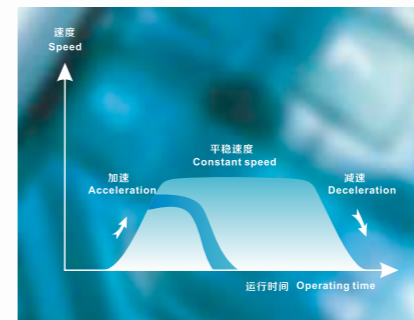 速度
Speed
平稳速度
Constant speed
加速
Acceleration
减速
Deceleration
运行时间 Operating time